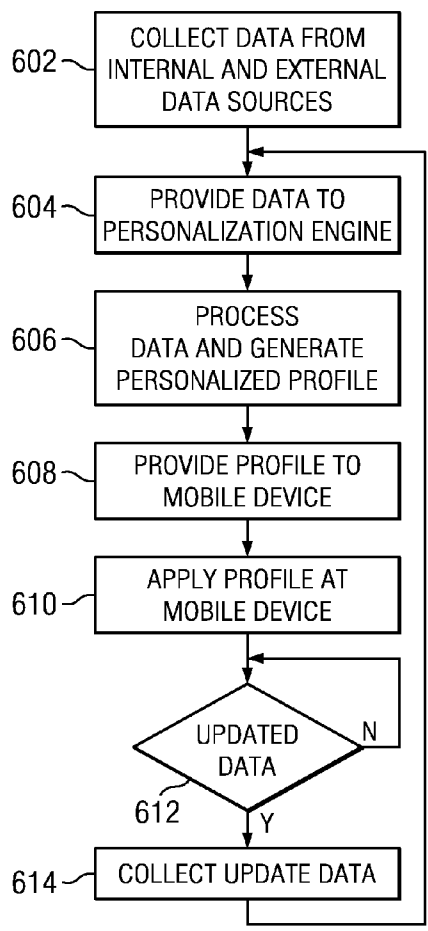 602
COLLECT DATA FROM
INTERNAL AND EXTERNAL
DATA SOURCES
604
PROVIDE DATA TO
PERSONALIZATION ENGINE
606
PROCESS
DATA AND GENERATE
PERSONALIZED PROFILE
608
PROVIDE PROFILE TO
MOBILE DEVICE
610
APPLY PROFILE AT
MOBILE DEVICE
612
UPDATED
DATA
N
Y
614
COLLECT UPDATE DATA